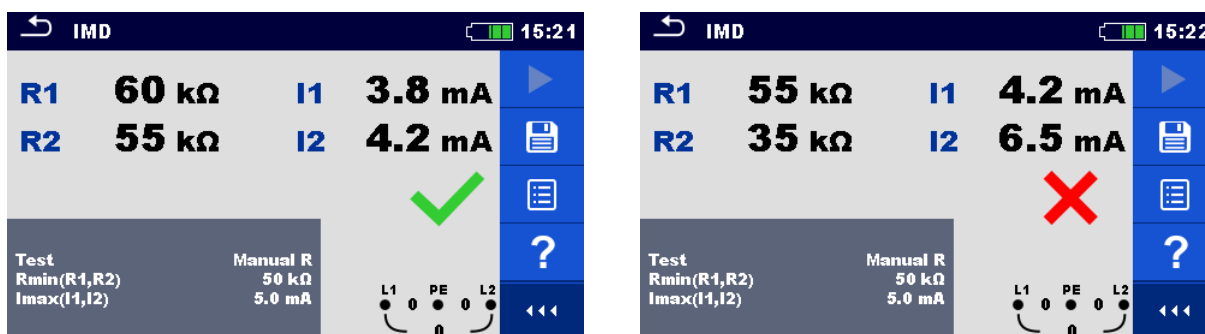 IMD 15:21
R1 60 kΩ I1 3.8 mA
R2 55 kΩ I2 4.2 mA
Test Manual R
Rmin(R1,R2) 50 kΩ
Imax(I1,I2) 5.0 mA
?
L1 PE L2
0 0
0
IMD 15:22
R1 55 kΩ I1 4.2 mA
R2 35 kΩ I2 6.5 mA
Test Manual R
Rmin(R1,R2) 50 kΩ
Imax(I1,I2) 5.0 mA
?
L1 PE L2
0 0
0